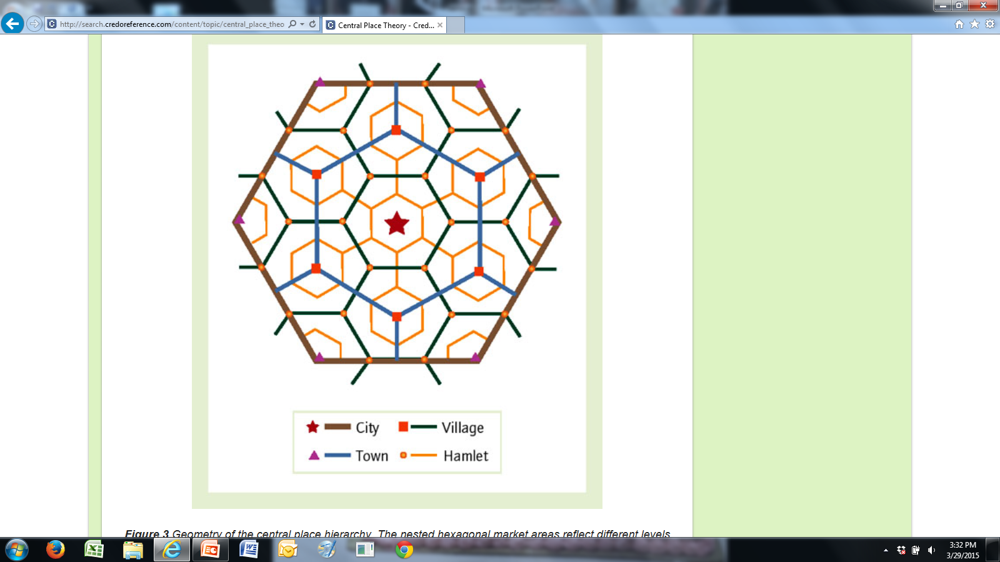 http://search.credoreference.com/content/topic/central_place_theo
Central Place Theory - Cred...
City
Village
Town
Hamlet
Figure 3 Geometry of the central place hierarchy. The nested hexagonal market areas reflect different levels
3:32 PM
3/29/2015